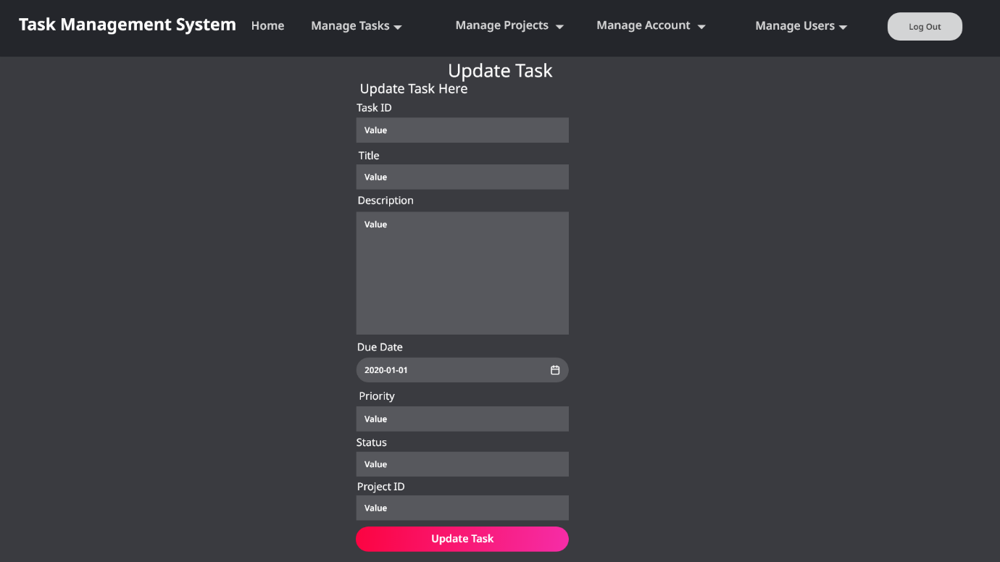 Task Management System Home Manage Tasks Manage Projects Manage Account Manage Users Log Out
Update Task
Update Task Here
Task ID
Value
Title
Value
Description
Value
Due Date
2020-01-01
Priority
Value
Status
Value
Project ID
Value
Update Task